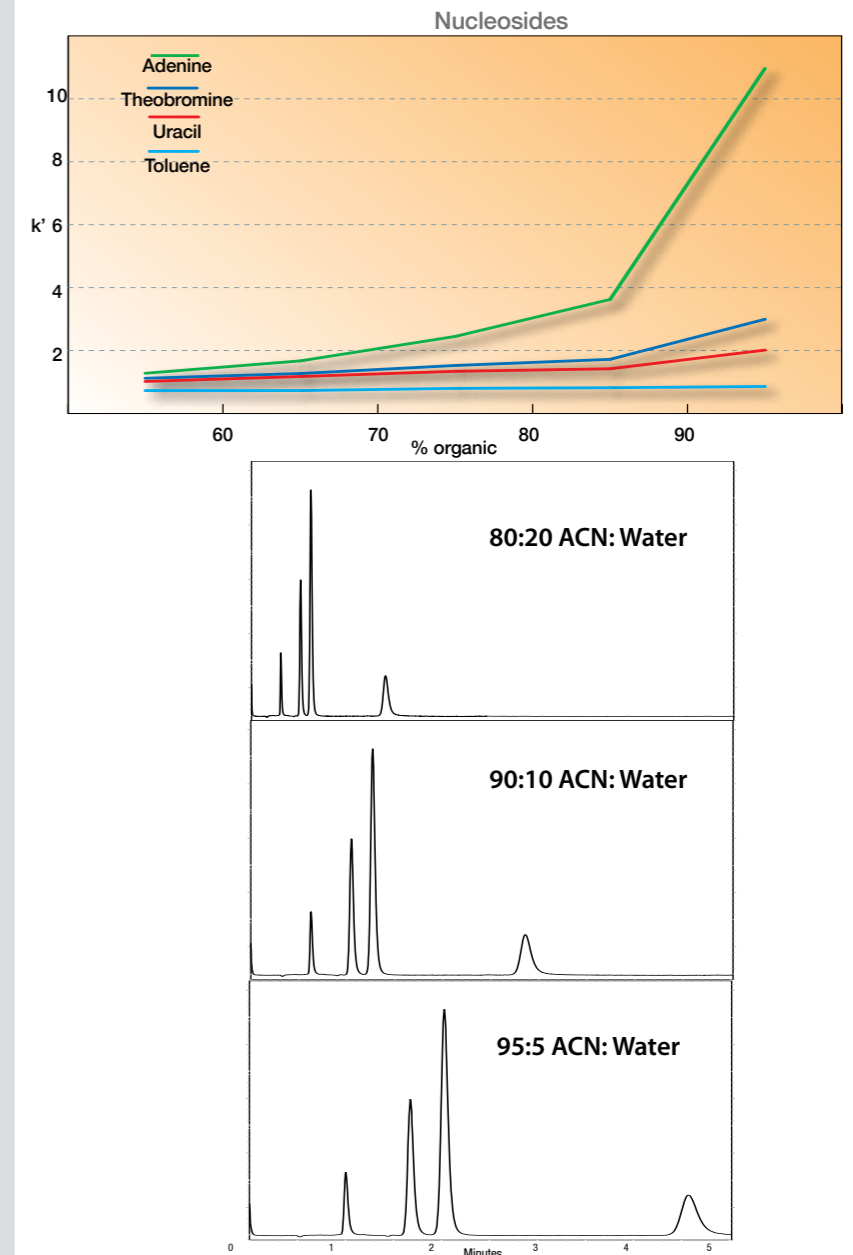 Nucleosides
Adenine
Theobromine
Uracil
Toluene
10
8
k' 6
4
2
60 70 80 90
% organic
80:20 ACN: Water
90:10 ACN: Water
95:5 ACN: Water
0 1 2 3 4 5
Minutes